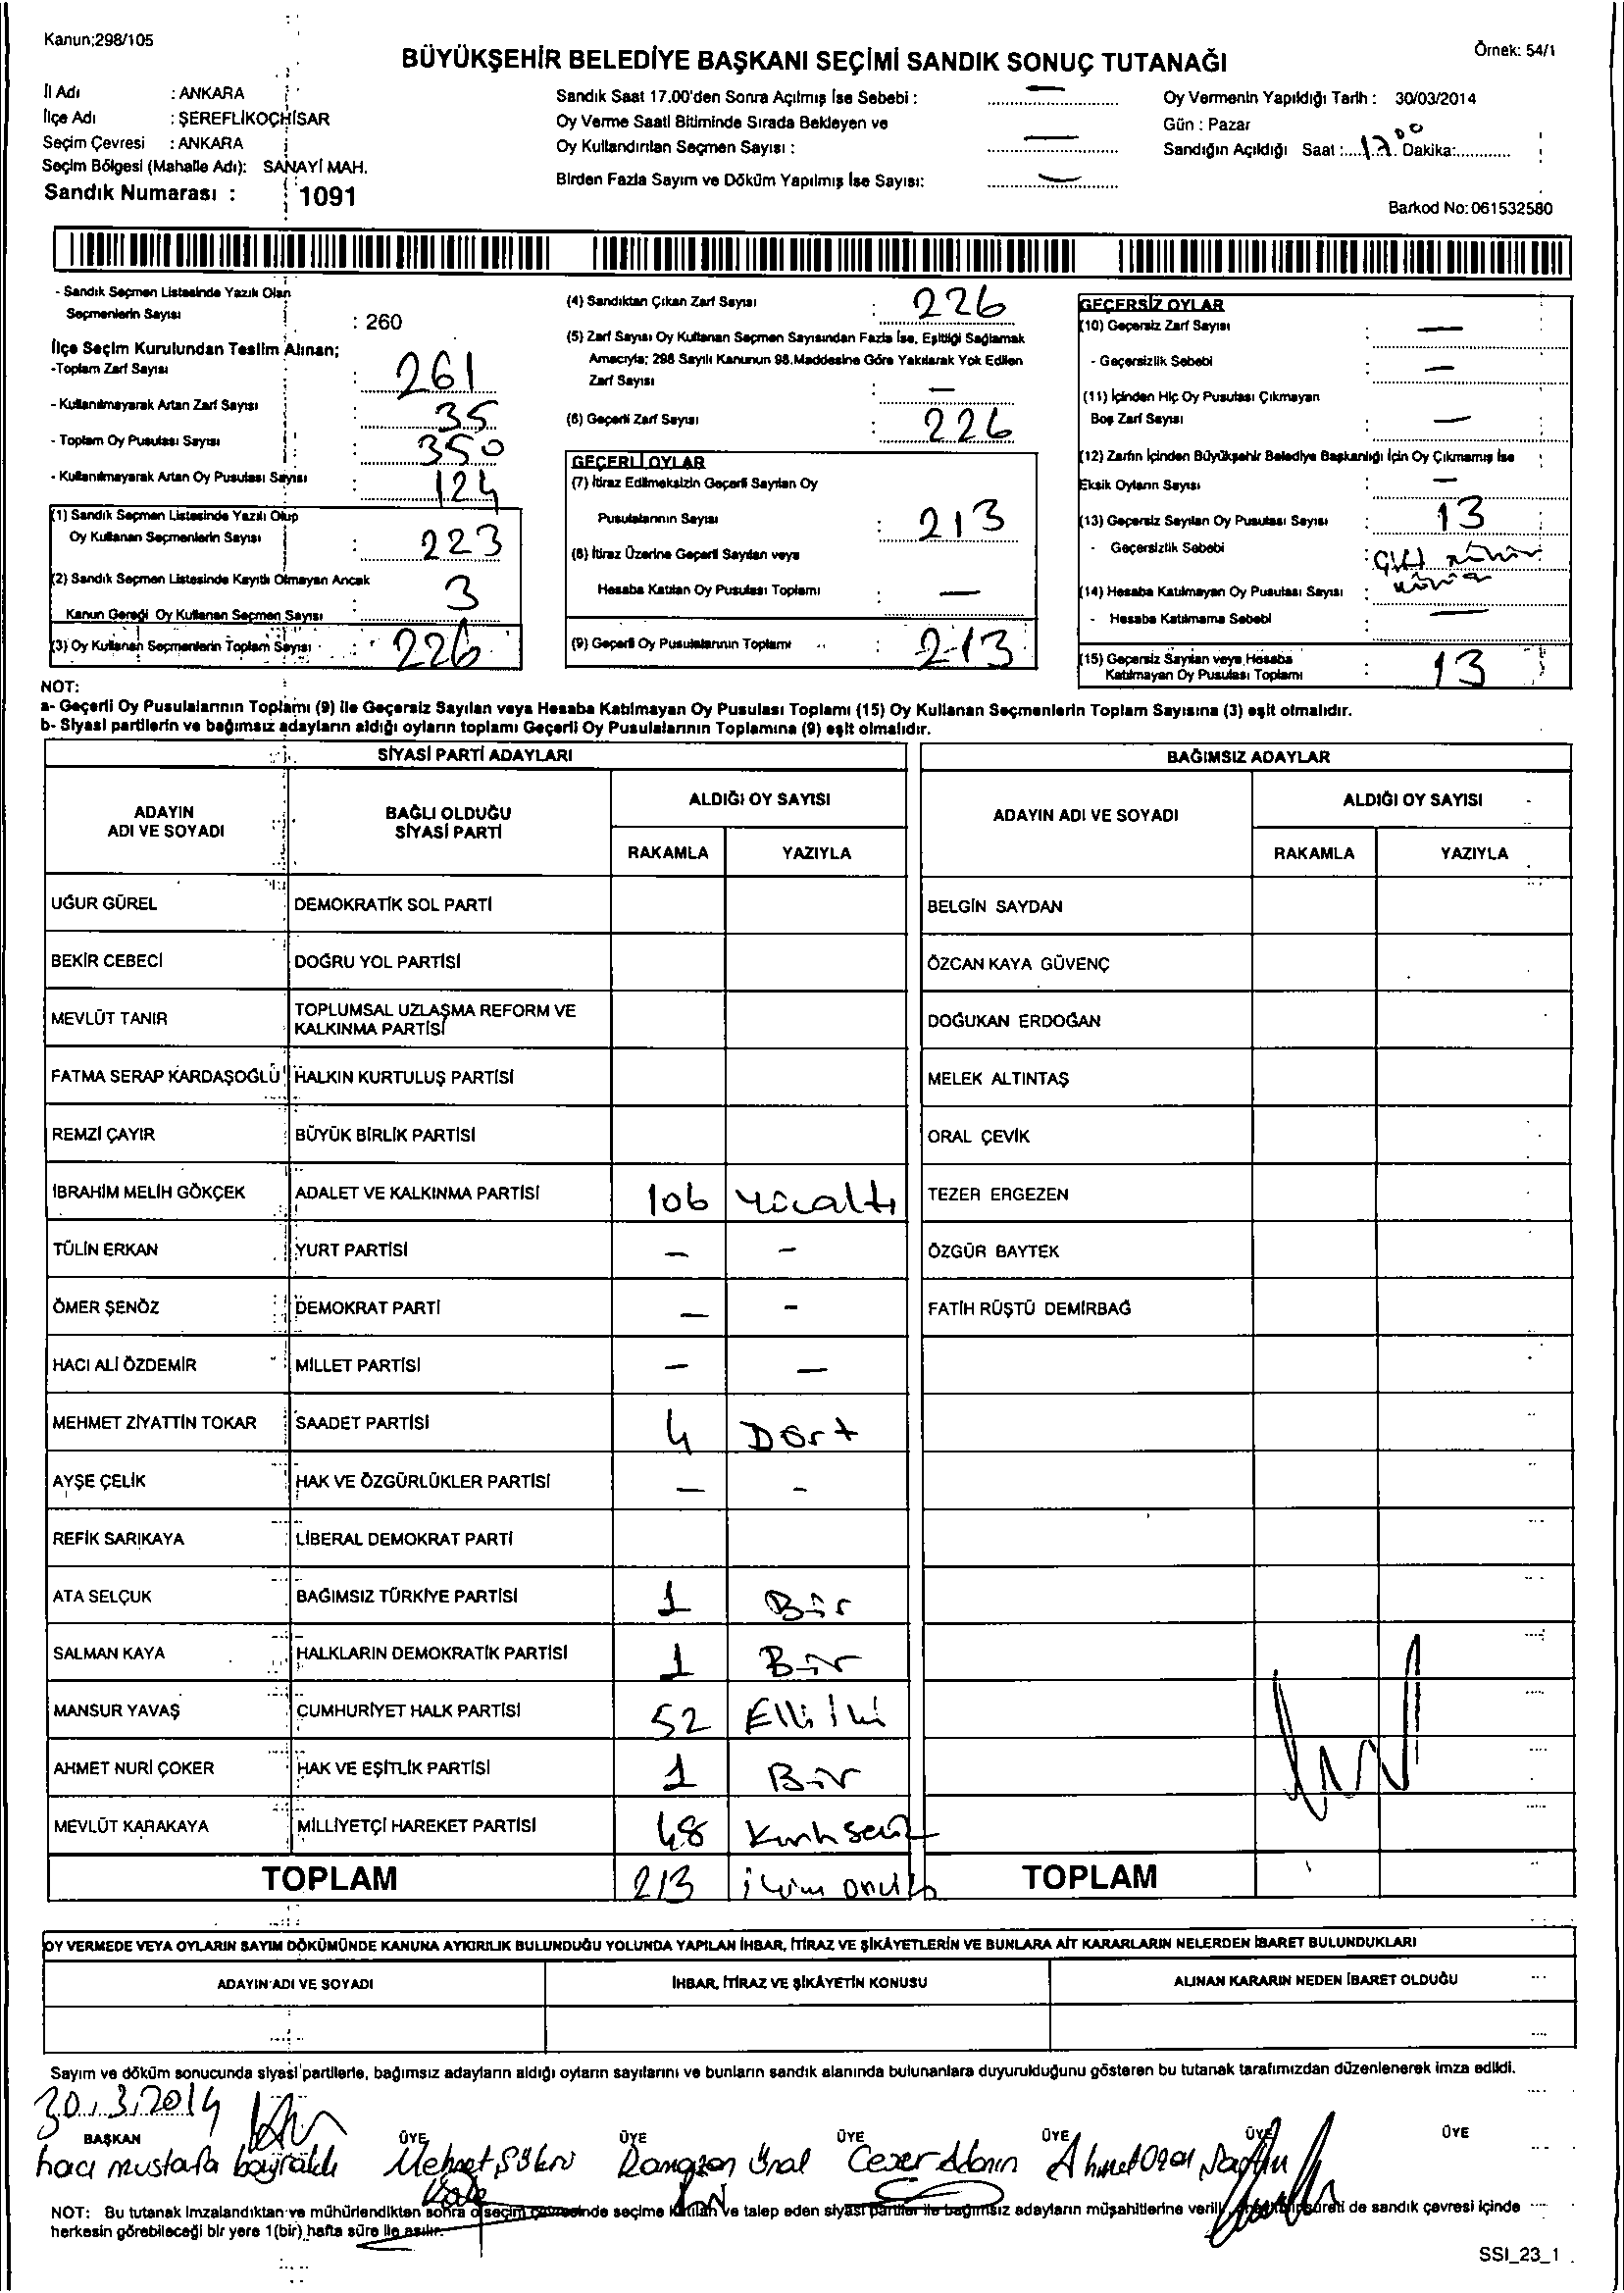 Kanun;298/105
BÜYÜKŞEHİR BELEDİYE BAŞKANI SEÇİMİ SANDIK SONUÇ TUTANAĞI
Örnek: 54/1
İl Adı : ANKARA
İlçe Adı : ŞEREFLİKOÇHİSAR
Seçim Çevresi : ANKARA
Seçim Bölgesi (Mahalle Adı): SANAYİ MAH.
Sandık Numarası : 1091
Sandık Saat 17.00'den Sonra Açılmış İse Sebebi : —
Oy Verme Saati Bitiminde Sırada Bekleyen ve
Oy Kullandırılan Seçmen Sayısı : —
Birden Fazla Sayım ve Döküm Yapılmış İse Sayısı: —
Oy Vermenin Yapıldığı Tarih : 30/03/2014
Gün : Pazar
Sandığın Açıldığı Saat :....17.00 Dakika:............
Barkod No: 061532580
- Sandık Seçmen Listesinde Yazılı Olan
Seçmenlerin Sayısı : 260
İlçe Seçim Kurulundan Teslim Alınan;
-Toplam Zarf Sayısı : 261
- Kullanılmayarak Artan Zarf Sayısı : 35
- Toplam Oy Pusulası Sayısı : 350
- Kullanılmayarak Artan Oy Pusulası Sayısı : 124
(1) Sandık Seçmen Listesinde Yazılı Olup
Oy Kullanan Seçmenlerin Sayısı : 223
(2) Sandık Seçmen Listesinde Kayıtlı Olmayan Ancak
Kanun Gereği Oy Kullanan Seçmen Sayısı : 3
(3) Oy Kullanan Seçmenlerin Toplam Sayısı : 226
(4) Sandıktan Çıkan Zarf Sayısı : 226
(5) Zarf Sayısı Oy Kullanan Seçmen Sayısından Fazla İse, Eşitliği Sağlamak
Amacıyla; 298 Sayılı Kanunun 98.Maddesine Göre Yakılarak Yok Edilen
Zarf Sayısı : —
(6) Geçerli Zarf Sayısı : 226
GEÇERLİ OYLAR
(7) İtiraz Edilmeksizin Geçerli Sayılan Oy
Pusulalarının Sayısı : 213
(8) İtiraz Üzerine Geçerli Sayılan veya
Hesaba Katılan Oy Pusulası Toplamı : —
(9) Geçerli Oy Pusulalarının Toplamı : 213
GEÇERSİZ OYLAR
(10) Geçersiz Zarf Sayısı : —
- Geçersizlik Sebebi : —
(11) İçinden Hiç Oy Pusulası Çıkmayan
Boş Zarf Sayısı : —
(12) Zarfın İçinden Büyükşehir Belediye Başkanlığı İçin Oy Çıkmamış İse
Eksik Oyların Sayısı : —
(13) Geçersiz Sayılan Oy Pusulası Sayısı : 13
- Geçersizlik Sebebi :
(14) Hesaba Katılmayan Oy Pusulası Sayısı :
- Hesaba Katılmama Sebebi : —
(15) Geçersiz Sayılan veya Hesaba
Katılmayan Oy Pusulası Toplamı : 13
NOT:
a- Geçerli Oy Pusulalarının Toplamı (9) ile Geçersiz Sayılan veya Hesaba Katılmayan Oy Pusulası Toplamı (15) Oy Kullanan Seçmenlerin Toplam Sayısına (3) eşit olmalıdır.
b- Siyasi partilerin ve bağımsız adayların aldığı oyların toplamı Geçerli Oy Pusulalarının Toplamına (9) eşit olmalıdır.
SİYASİ PARTİ ADAYLARI
BAĞIMSIZ ADAYLAR
ADAYIN ADI VE SOYADI
BAĞLI OLDUĞU SİYASİ PARTİ
ALDIĞI OY SAYISI
RAKAMLA YAZIYLA
ADAYIN ADI VE SOYADI
ALDIĞI OY SAYISI
RAKAMLA YAZIYLA
UĞUR GÜREL DEMOKRATİK SOL PARTİ BELGİN SAYDAN
BEKİR CEBECİ DOĞRU YOL PARTİSİ ÖZCAN KAYA GÜVENÇ
MEVLÜT TANIR TOPLUMSAL UZLAŞMA REFORM VE KALKINMA PARTİSİ DOĞUKAN ERDOĞAN
FATMA SERAP KARDAŞOĞLU HALKIN KURTULUŞ PARTİSİ MELEK ALTINTAŞ
REMZİ ÇAYIR BÜYÜK BİRLİK PARTİSİ ORAL ÇEVİK
İBRAHİM MELİH GÖKÇEK ADALET VE KALKINMA PARTİSİ 106 yüzaltı TEZER ERGEZEN
TÜLİN ERKAN YURT PARTİSİ — — ÖZGÜR BAYTEK
ÖMER ŞENÖZ DEMOKRAT PARTİ — — FATİH RÜŞTÜ DEMİRBAĞ
HACI ALİ ÖZDEMİR MİLLET PARTİSİ — —
MEHMET ZİYATTİN TOKAR SAADET PARTİSİ 4 Dört
AYŞE ÇELİK HAK VE ÖZGÜRLÜKLER PARTİSİ — —
REFİK SARIKAYA LİBERAL DEMOKRAT PARTİ
ATA SELÇUK BAĞIMSIZ TÜRKİYE PARTİSİ 1 Bir
SALMAN KAYA HALKLARIN DEMOKRATİK PARTİSİ 1 Bir
MANSUR YAVAŞ CUMHURİYET HALK PARTİSİ 52 Elli iki
AHMET NURİ ÇOKER HAK VE EŞİTLİK PARTİSİ 1 Bir
MEVLÜT KARAKAYA MİLLİYETÇİ HAREKET PARTİSİ 48 Kırk sekiz
TOPLAM 213 TOPLAM
OY VERMEDE VEYA OYLARIN SAYIM DÖKÜMÜNDE KANUNA AYKIRILIK BULUNDUĞU YOLUNDA YAPILAN İHBAR, İTİRAZ VE ŞİKÂYETLERİN VE BUNLARA AİT KARARLARIN NELERDEN İBARET BULUNDUKLARI
ADAYIN ADI VE SOYADI İHBAR, İTİRAZ VE ŞİKÂYETİN KONUSU ALINAN KARARIN NEDEN İBARET OLDUĞU
Sayım ve döküm sonucunda siyasi partilerle, bağımsız adayların aldığı oyların sayılarını ve bunların sandık alanında bulunanlara duyurulduğunu gösteren bu tutanak tarafımızdan düzenlenerek imza edildi.
30.3.2014
BAŞKAN ÜYE ÜYE ÜYE ÜYE ÜYE ÜYE
hacı mustafa Mehmet Ramazan Ünal Ahmet
NOT: Bu tutanak imzalandıktan ve mühürlendikten sonra seçime katılan ve talep eden siyasi partiler ile bağımsız adayların müşahitlerine de sandık çevresi içinde
herkesin görebileceği bir yere 1(bir) hafta süre ile asılır.
SSI_23_1